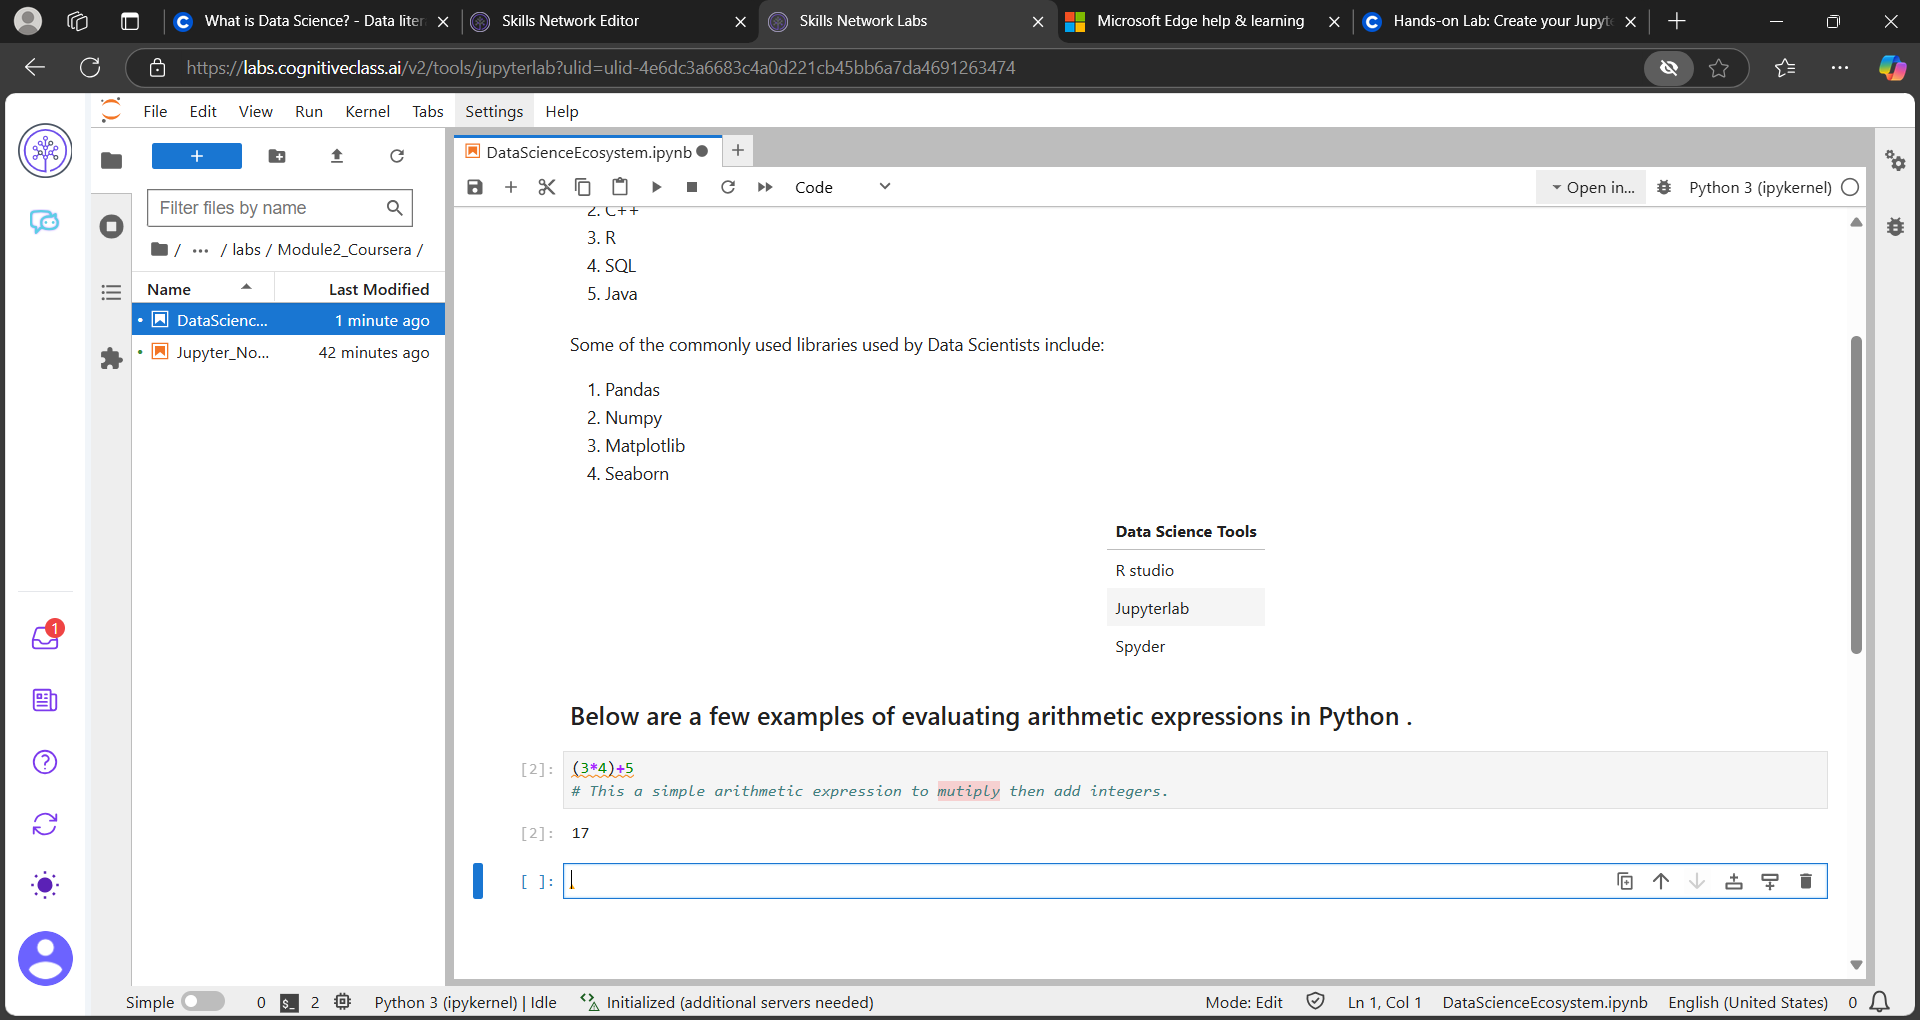 What is Data Science? - Data liter
Skills Network Editor
Skills Network Labs
Microsoft Edge help & learning
Hands-on Lab: Create your Jupyte
https://labs.cognitiveclass.ai/v2/tools/jupyterlab?ulid=ulid-4e6dc3a6683c4a0d221cb45bb6a7da4691263474
File Edit View Run Kernel Tabs Settings Help
DataScienceEcosystem.ipynb
Code
Open in...
Python 3 (ipykernel)
Filter files by name
/ ... / labs / Module2_Coursera /
Name Last Modified
DataScienc... 1 minute ago
Jupyter_No... 42 minutes ago
2. C++
3. R
4. SQL
5. Java
Some of the commonly used libraries used by Data Scientists include:
1. Pandas
2. Numpy
3. Matplotlib
4. Seaborn
Data Science Tools
R studio
Jupyterlab
Spyder
Below are a few examples of evaluating arithmetic expressions in Python .
[2]: (3*4)+5
# This a simple arithmetic expression to mutiply then add integers.
[2]: 17
[ ]:
1
Simple 0 2 Python 3 (ipykernel) | Idle Initialized (additional servers needed) Mode: Edit Ln 1, Col 1 DataScienceEcosystem.ipynb English (United States) 0